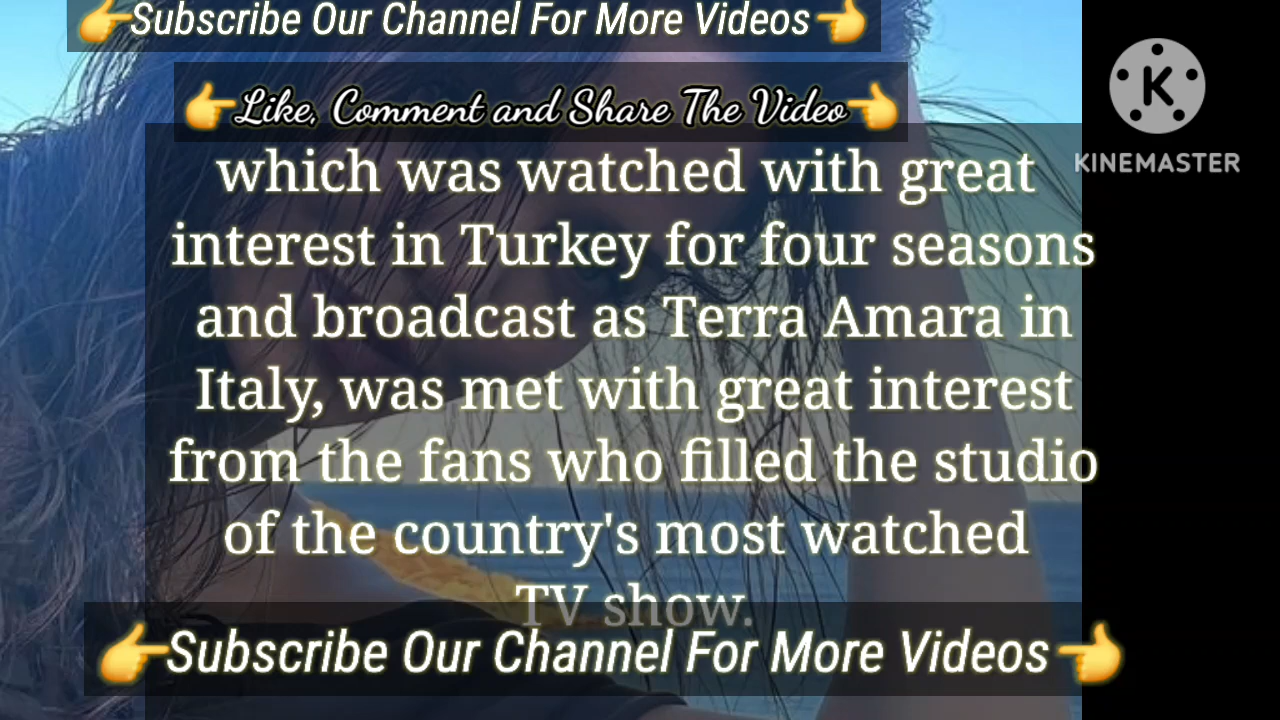 👉Subscribe Our Channel For More Videos👈
👉Like, Comment and Share The Video👈
KINEMASTER
which was watched with great
interest in Turkey for four seasons
and broadcast as Terra Amara in
Italy, was met with great interest
from the fans who filled the studio
of the country's most watched
TV show.
👉Subscribe Our Channel For More Videos👈